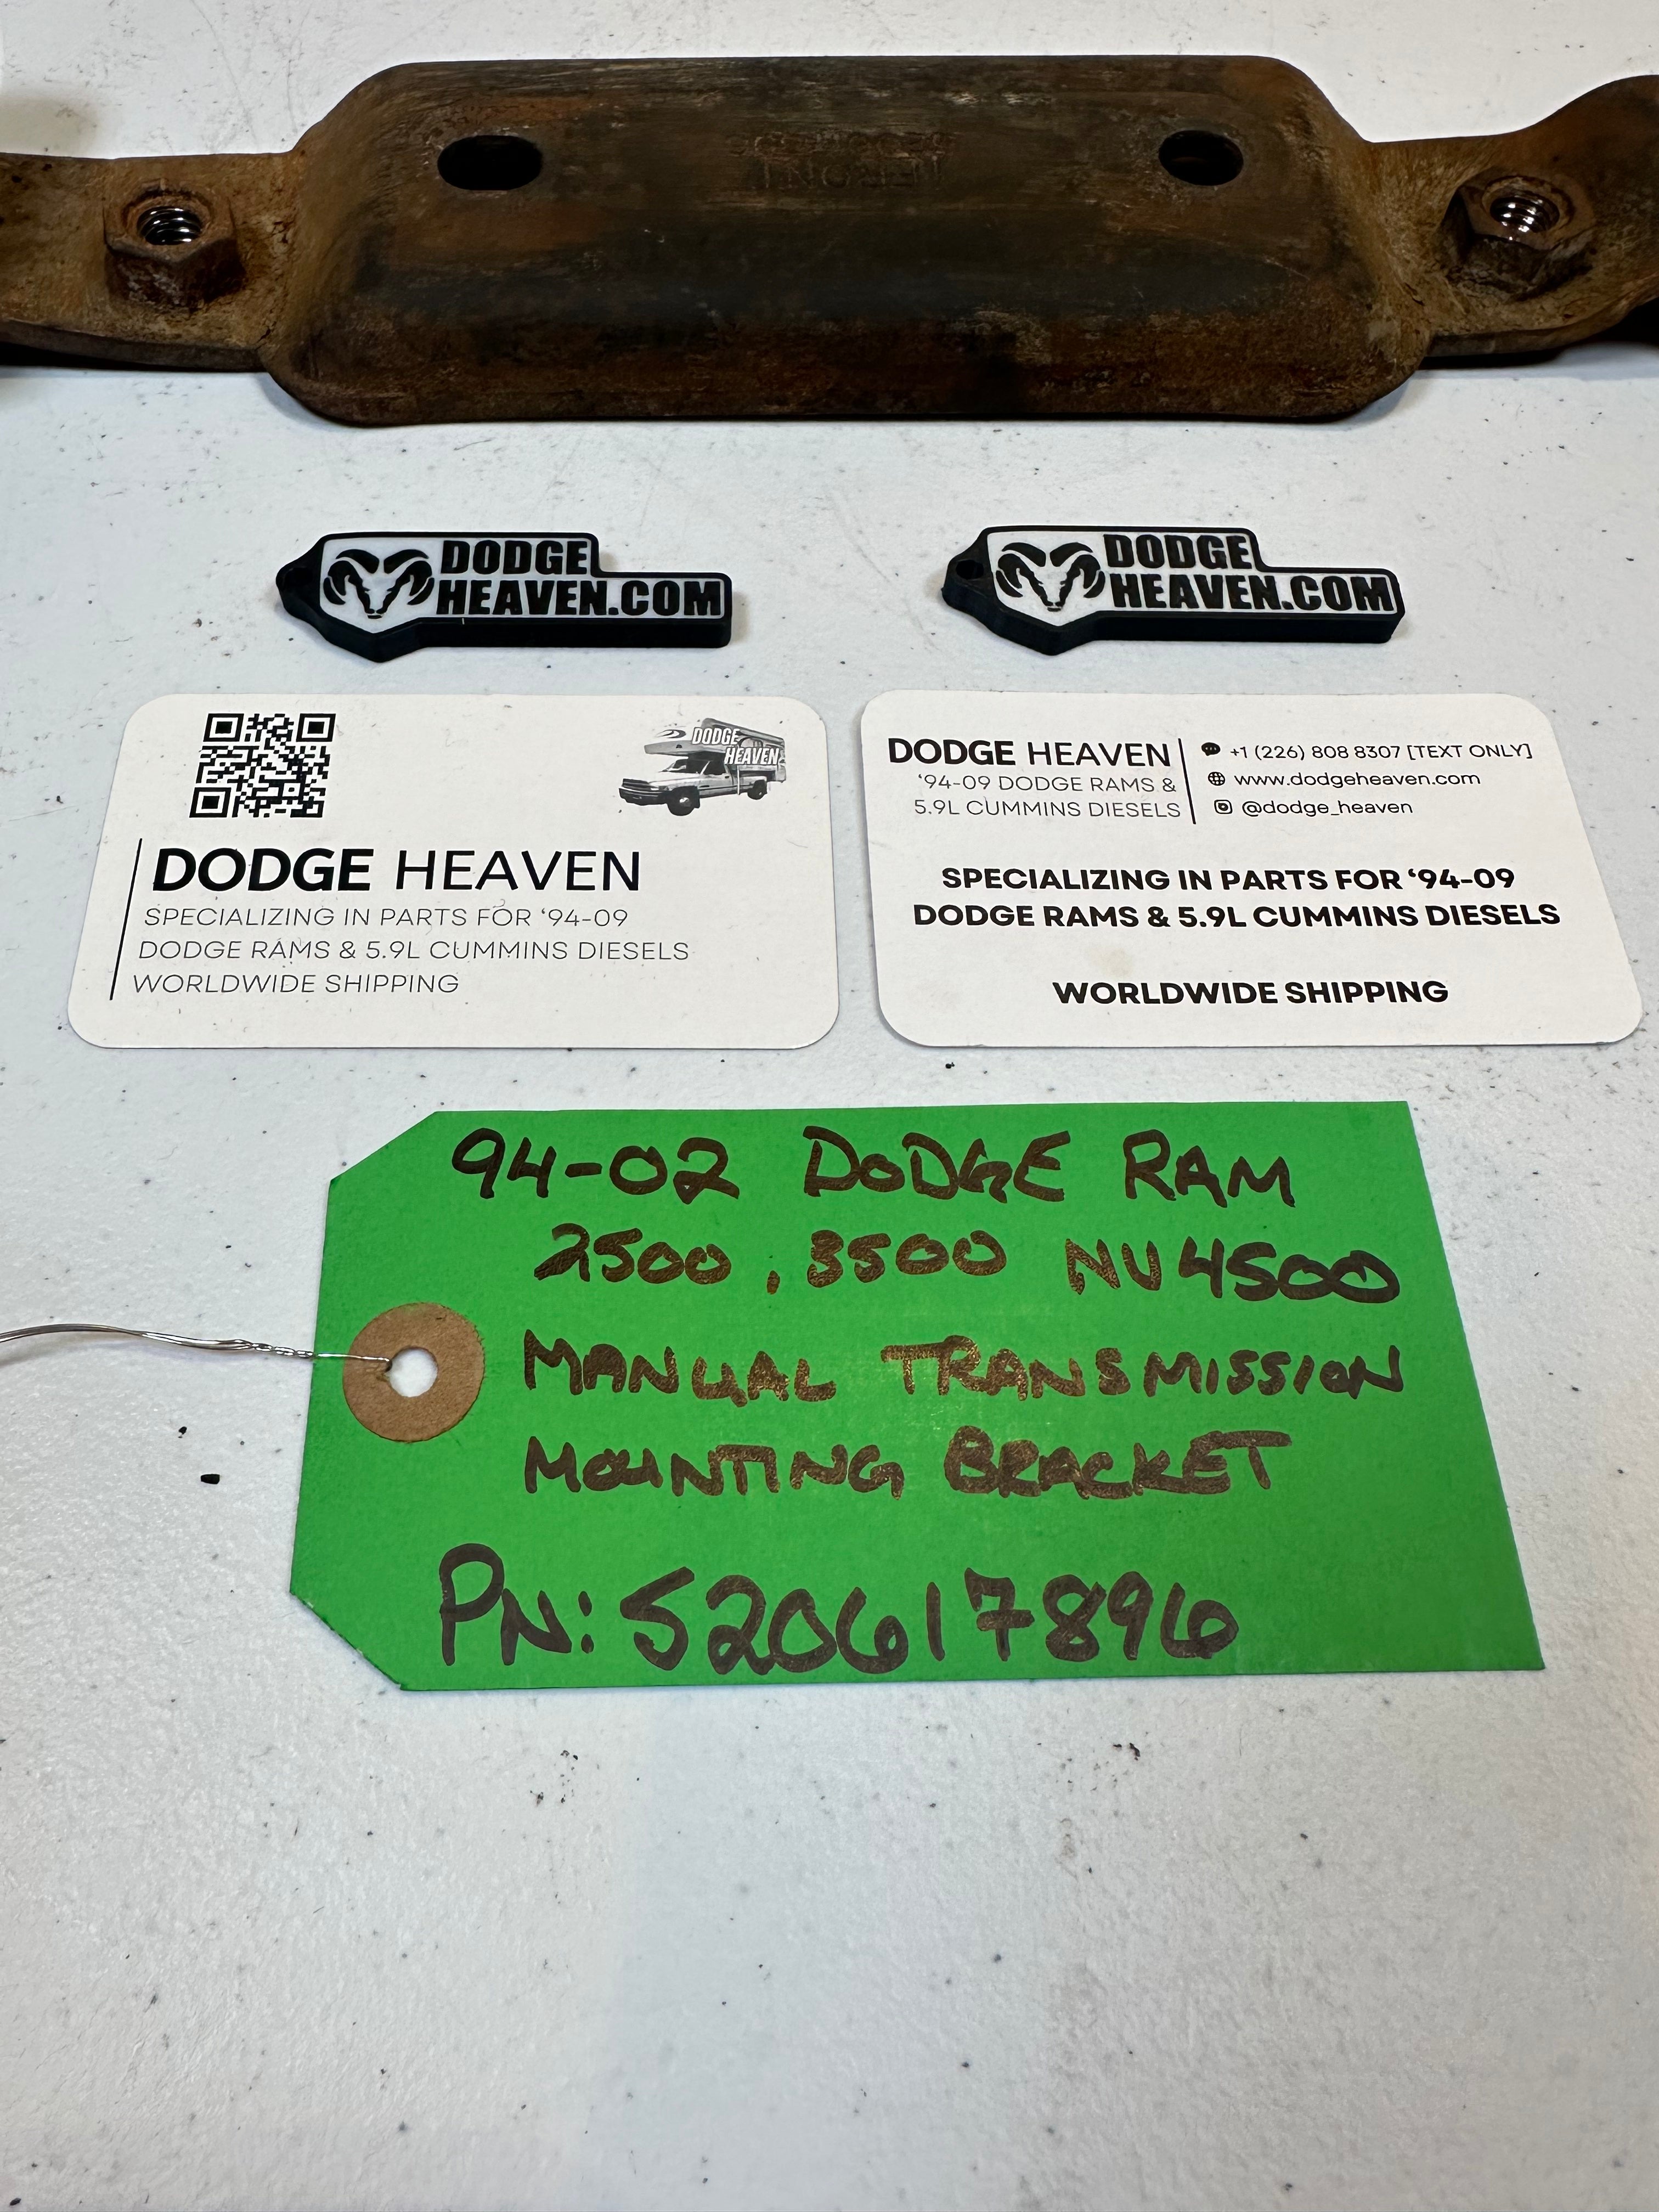 DODGE
HEAVEN.COM
DODGE
HEAVEN.COM
DODGE
HEAVEN
DODGE HEAVEN
SPECIALIZING IN PARTS FOR ‘94-09
DODGE RAMS & 5.9L CUMMINS DIESELS
WORLDWIDE SHIPPING
DODGE HEAVEN
‘94-09 DODGE RAMS &
5.9L CUMMINS DIESELS
+1 (226) 808 8307 [TEXT ONLY]
www.dodgeheaven.com
@dodge_heaven
SPECIALIZING IN PARTS FOR ‘94-09
DODGE RAMS & 5.9L CUMMINS DIESELS
WORLDWIDE SHIPPING
94-02 DODGE RAM
2500, 3500 NV4500
MANUAL TRANSMISSION
MOUNTING BRACKET
PN: 520617896